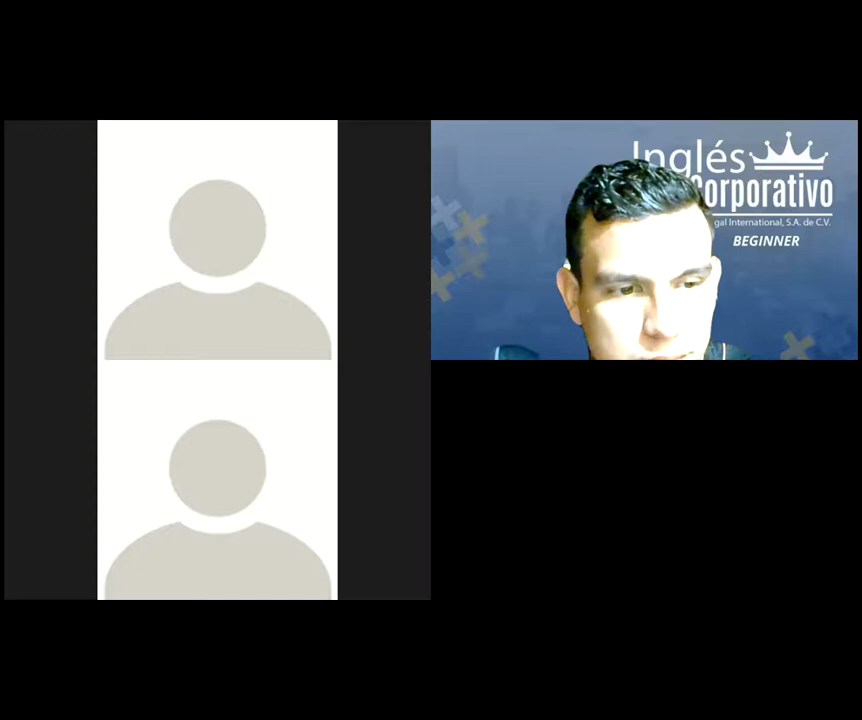 Inglés
Corporativo
gal International, S.A. de C.V.
BEGINNER